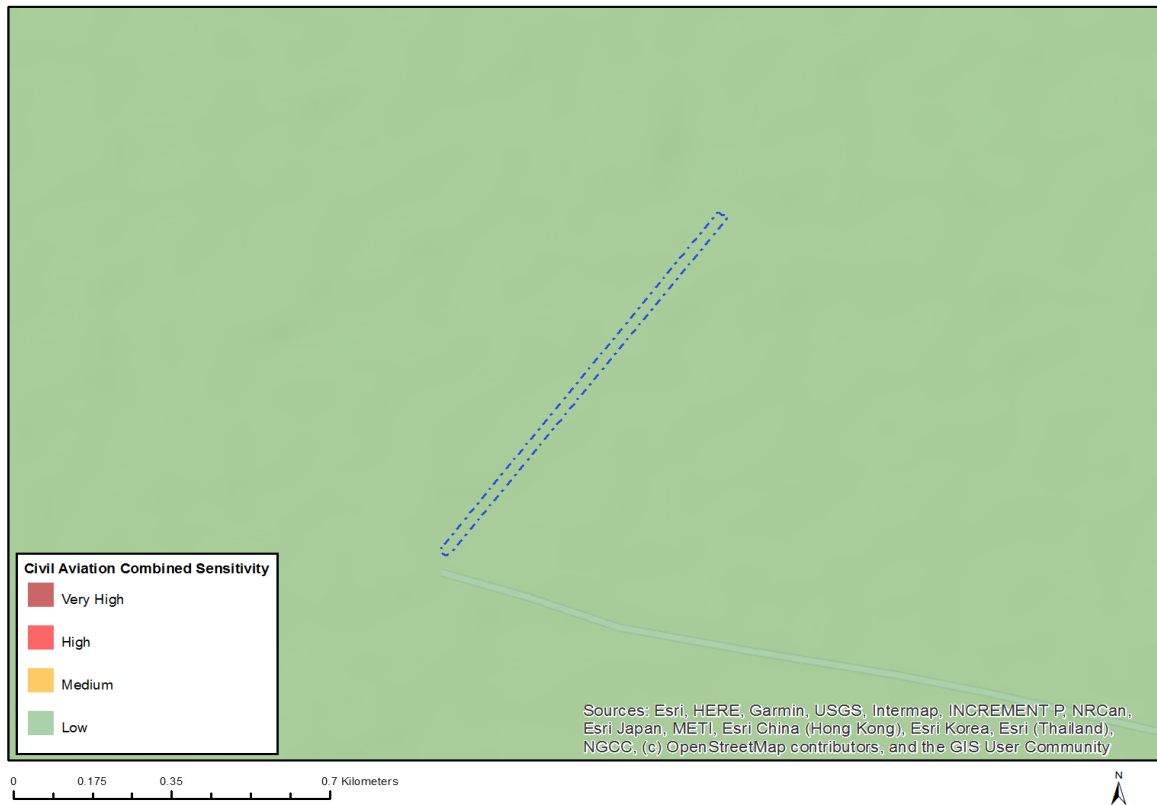 Civil Aviation Combined Sensitivity
Very High
High
Medium
Low
Sources: Esri, HERE, Garmin, USGS, Intermap, INCREMENT P, NRCan,
Esri Japan, METI, Esri China (Hong Kong), Esri Korea, Esri (Thailand),
NGCC, (c) OpenStreetMap contributors, and the GIS User Community
0 0.175 0.35 0.7 Kilometers
N